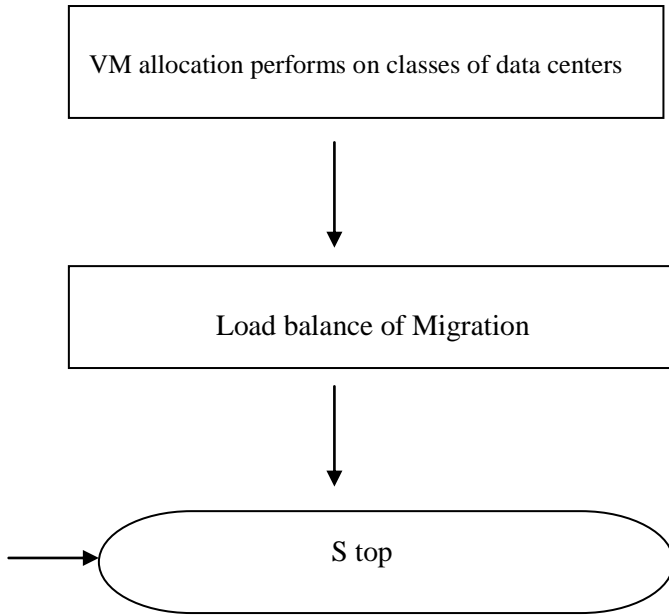 VM allocation performs on classes of data centers
Load balance of Migration
S top